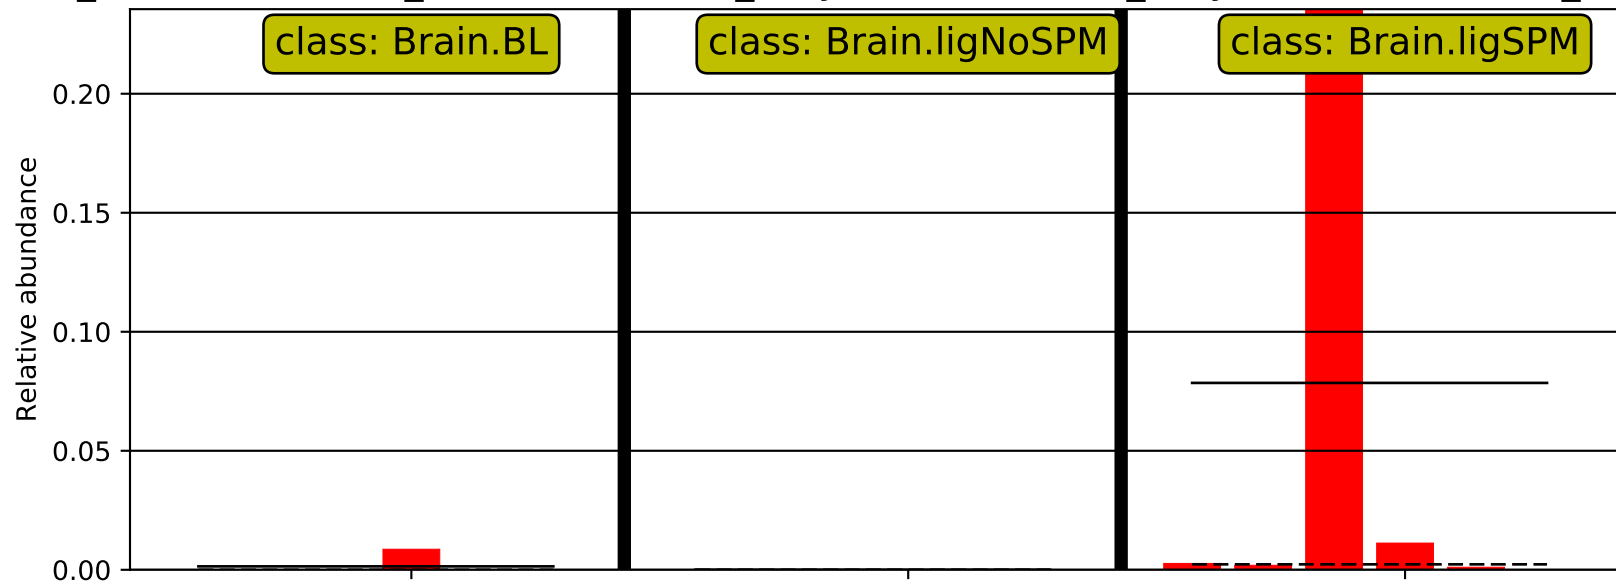 class: Brain.BL
class: Brain.ligNoSPM
class: Brain.ligSPM
Relative abundance
0.20
0.15
0.10
0.05
0.00